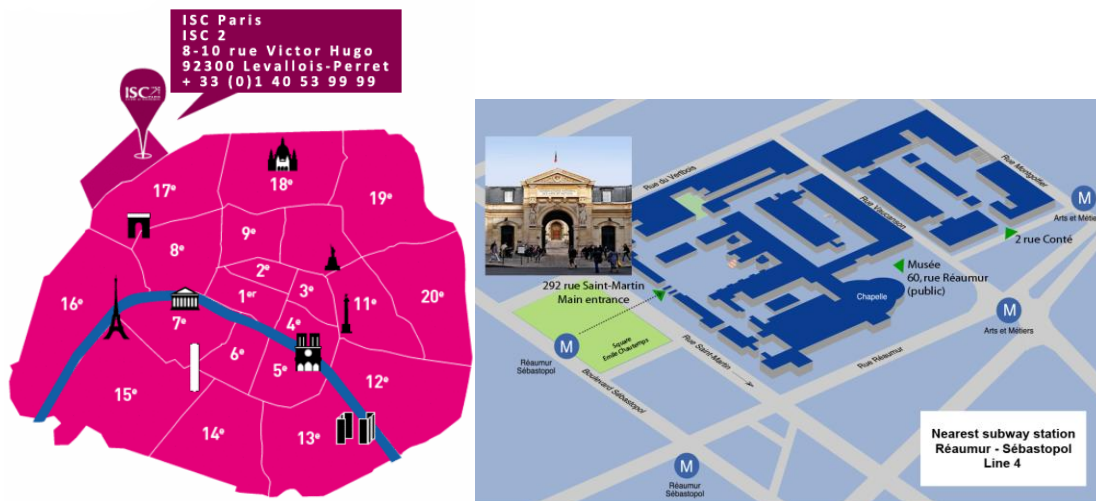 ISC Paris
ISC 2
8-10 rue Victor Hugo
92300 Levallois-Perret
+ 33 (0)1 40 53 99 99
ISC
17e
18e
19e
9e
8e
2e
1er
3e
11e
20e
16e
7e
4e
6e
5e
12e
15e
14e
13e
Rue du Vertbois
Rue Vaucanson
Rue Montgolfier
M
Arts et Métiers
2 rue Conté
Musée
60, rue Réaumur
(public)
292 rue Saint-Martin
Main entrance
Chapelle
M
Arts et Métiers
M
Réaumur
Sébastopol
Square
Emile Chautemps
Rue Saint-Martin
Rue Réaumur
Boulevard Sébastopol
M
Réaumur
Sébastopol
Nearest subway station
Réaumur - Sébastopol
Line 4